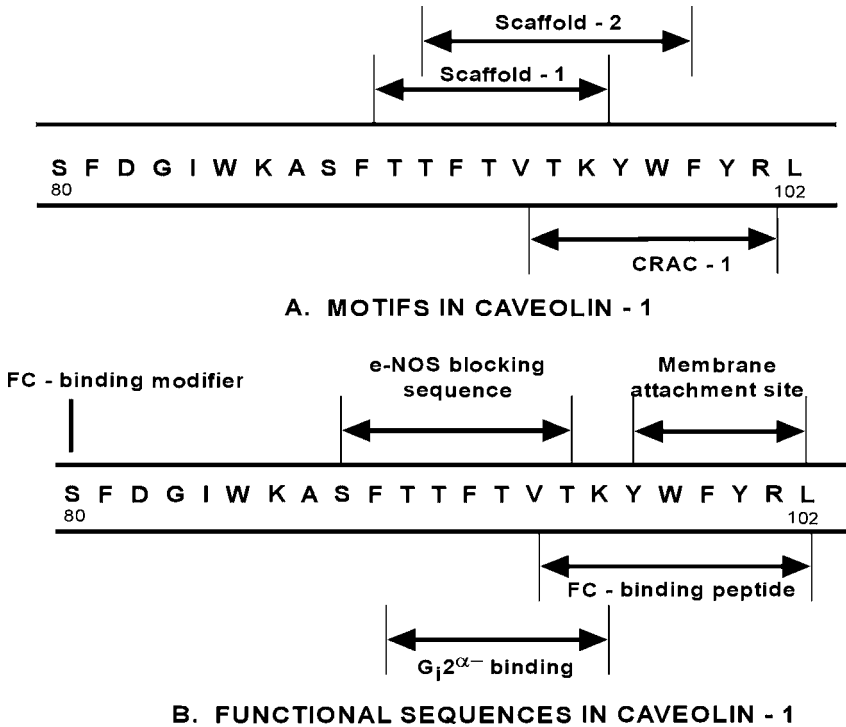 Scaffold - 2
Scaffold - 1
S F D G I W K A S F T T F T V T K Y W F Y R L
80 102
CRAC - 1
A. MOTIFS IN CAVEOLIN - 1
FC - binding modifier
e-NOS blocking
sequence
Membrane
attachment site
S F D G I W K A S F T T F T V T K Y W F Y R L
80 102
FC - binding peptide
Gi2α− binding
B. FUNCTIONAL SEQUENCES IN CAVEOLIN - 1